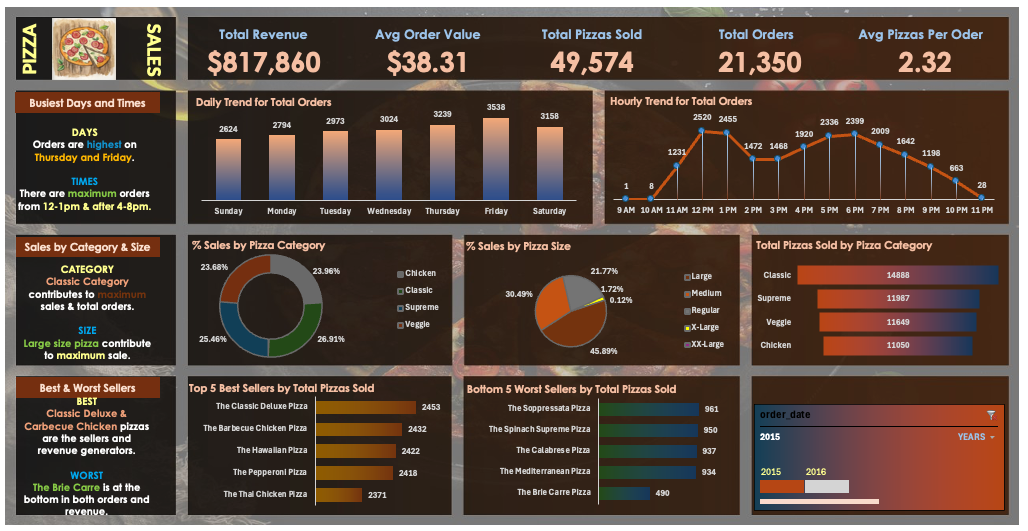 PIZZA
SALES
Total Revenue
$817,860
Avg Order Value
$38.31
Total Pizzas Sold
49,574
Total Orders
21,350
Avg Pizzas Per Oder
2.32
Busiest Days and Times
DAYS
Orders are highest on
Thursday and Friday.
TIMES
There are maximum orders
from 12-1pm & after 4-8pm.
Daily Trend for Total Orders
2624
2794
2973
3024
3239
3538
3158
Sunday
Monday
Tuesday
Wednesday
Thursday
Friday
Saturday
Hourly Trend for Total Orders
1
8
1231
2520
2455
1472
1468
1920
2336
2399
2009
1642
1198
663
28
9 AM
10 AM
11 AM
12 PM
1 PM
2 PM
3 PM
4 PM
5 PM
6 PM
7 PM
8 PM
9 PM
10 PM
11 PM
Sales by Category & Size
CATEGORY
Classic Category
contributes to maximum
sales & total orders.
SIZE
Large size pizza contribute
to maximum sale.
% Sales by Pizza Category
23.68%
23.96%
25.46%
26.91%
Chicken
Classic
Supreme
Veggie
% Sales by Pizza Size
21.77%
1.72%
0.12%
30.49%
45.89%
Large
Medium
Regular
X-Large
XX-Large
Total Pizzas Sold by Pizza Category
Classic
14888
Supreme
11987
Veggie
11649
Chicken
11050
Best & Worst Sellers
BEST
Classic Deluxe &
Carbecue Chicken pizzas
are the sellers and
revenue generators.
WORST
The Brie Carre is at the
bottom in both orders and
revenue.
Top 5 Best Sellers by Total Pizzas Sold
The Classic Deluxe Pizza
2453
The Barbecue Chicken Pizza
2432
The Hawaiian Pizza
2422
The Pepperoni Pizza
2418
The Thai Chicken Pizza
2371
Bottom 5 Worst Sellers by Total Pizzas Sold
The Soppressata Pizza
961
The Spinach Supreme Pizza
950
The Calabrese Pizza
937
The Mediterranean Pizza
934
The Brie Carre Pizza
490
order_date
2015
YEARS
2015
2016